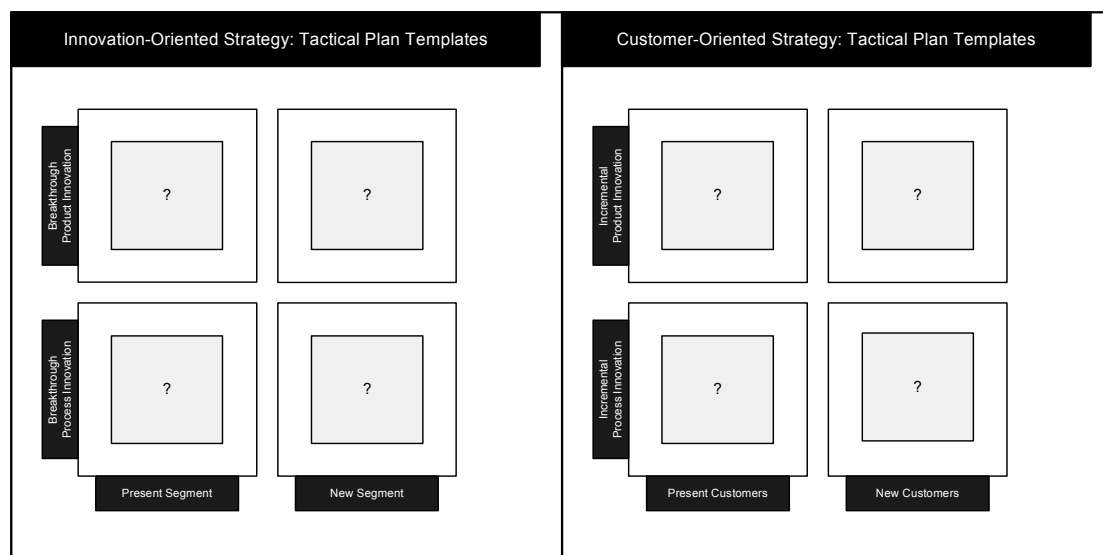 Innovation-Oriented Strategy: Tactical Plan Templates
Breakthrough
Product Innovation
?
?
Breakthrough
Process Innovation
?
?
Present Segment
New Segment
Customer-Oriented Strategy: Tactical Plan Templates
Incremental
Product Innovation
?
?
Incremental
Process Innovation
?
?
Present Customers
New Customers